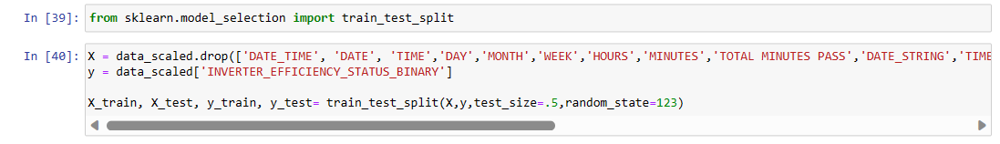 In [39]: from sklearn.model_selection import train_test_split
In [40]: X = data_scaled.drop(['DATE_TIME', 'DATE', 'TIME','DAY','MONTH','WEEK','HOURS','MINUTES','TOTAL MINUTES PASS','DATE_STRING','TIME
y = data_scaled['INVERTER_EFFICIENCY_STATUS_BINARY']
X_train, X_test, y_train, y_test= train_test_split(X,y,test_size=.5,random_state=123)